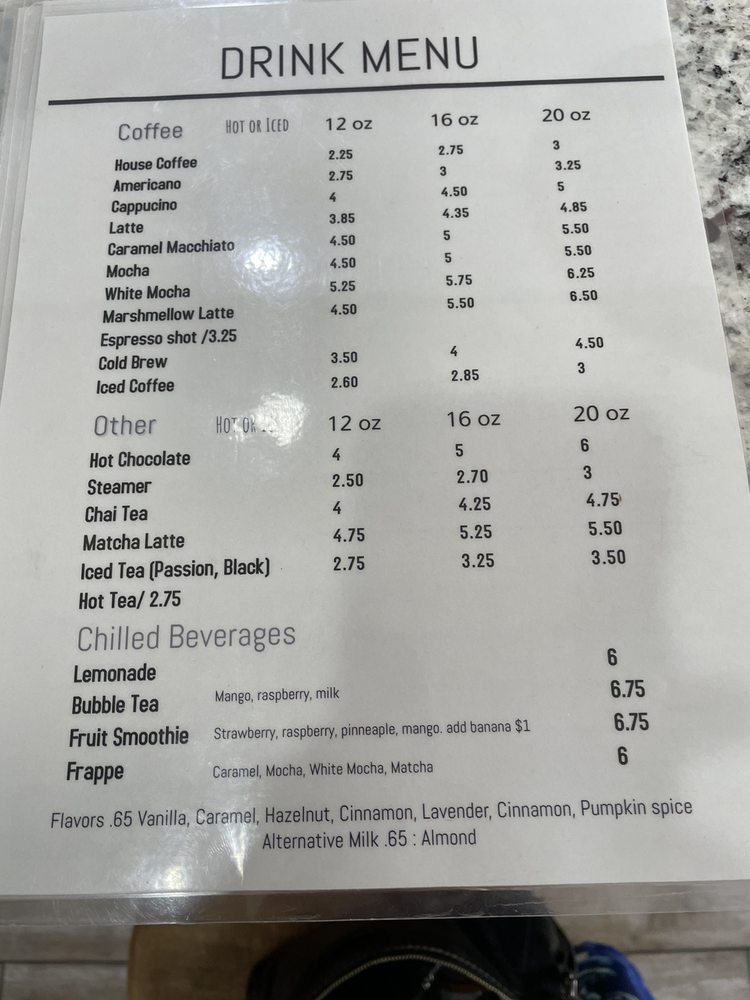 DRINK MENU
Coffee HOT OR ICED 12 oz 16 oz 20 oz
House Coffee 2.25 2.75 3
Americano 2.75 3 3.25
Cappucino 4 4.50 5
Latte 3.85 4.35 4.85
Caramel Macchiato 4.50 5 5.50
Mocha 4.50 5 5.50
White Mocha 5.25 5.75 6.25
Marshmellow Latte 4.50 5.50 6.50
Espresso shot /3.25
Cold Brew 3.50 4 4.50
Iced Coffee 2.60 2.85 3
Other HOT OR 12 oz 16 oz 20 oz
Hot Chocolate 4 5 6
Steamer 2.50 2.70 3
Chai Tea 4 4.25 4.75
Matcha Latte 4.75 5.25 5.50
Iced Tea (Passion, Black) 2.75 3.25 3.50
Hot Tea/ 2.75
Chilled Beverages
Lemonade 6
Bubble Tea Mango, raspberry, milk 6.75
Fruit Smoothie Strawberry, raspberry, pinneaple, mango. add banana $1 6.75
Frappe Caramel, Mocha, White Mocha, Matcha 6
Flavors .65 Vanilla, Caramel, Hazelnut, Cinnamon, Lavender, Cinnamon, Pumpkin spice
Alternative Milk .65 : Almond